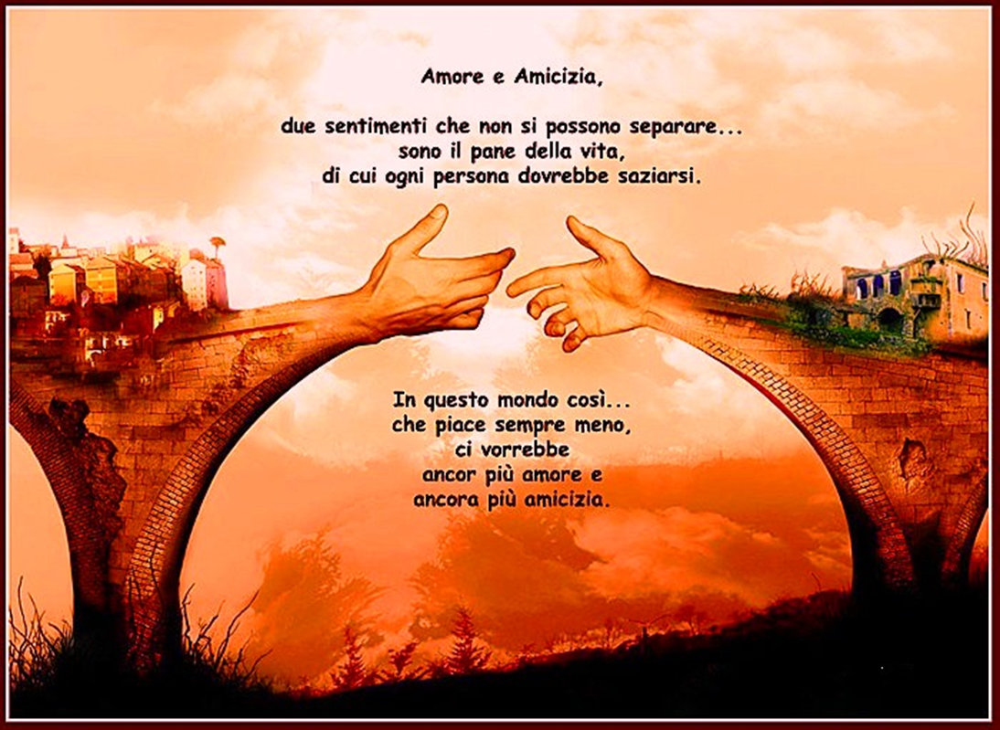 Amore e Amicizia,
due sentimenti che non si possono separare...
sono il pane della vita,
di cui ogni persona dovrebbe saziarsi.
In questo mondo così...
che piace sempre meno,
ci vorrebbe
ancor più amore e
ancora più amicizia.